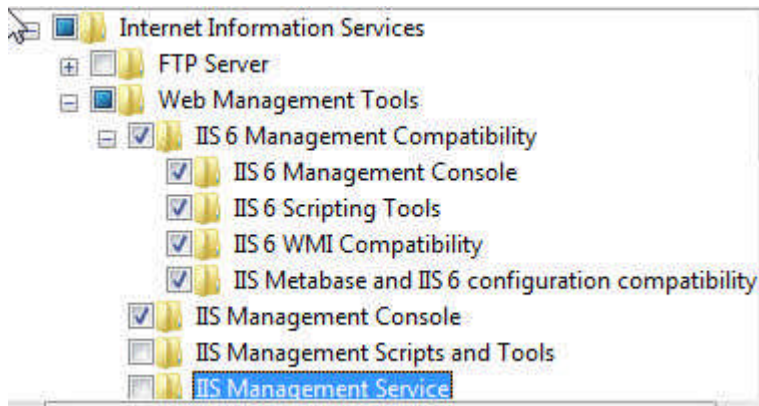 Internet Information Services
FTP Server
Web Management Tools
IIS 6 Management Compatibility
IIS 6 Management Console
IIS 6 Scripting Tools
IIS 6 WMI Compatibility
IIS Metabase and IIS 6 configuration compatibility
IIS Management Console
IIS Management Scripts and Tools
IIS Management Service